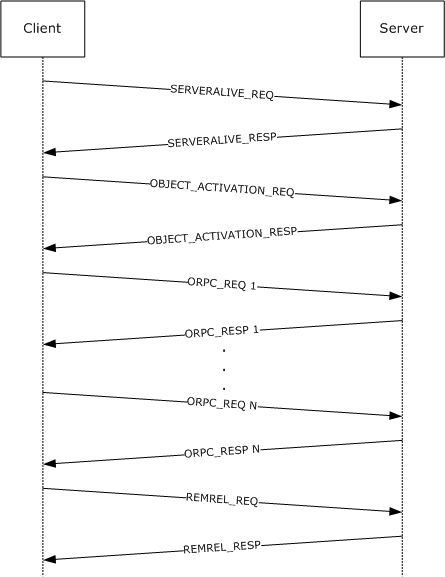 Client
Server
SERVERALIVE_REQ
SERVERALIVE_RESP
OBJECT_ACTIVATION_REQ
OBJECT_ACTIVATION_RESP
ORPC_REQ 1
ORPC_RESP 1
.
.
.
ORPC_REQ N
ORPC_RESP N
REMREL_REQ
REMREL_RESP